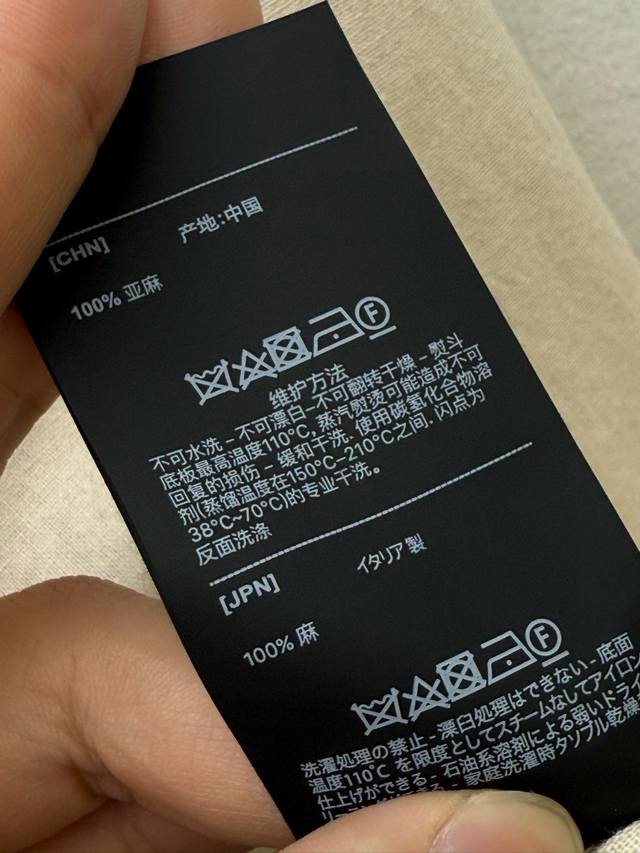 [CHN]
产地:中国
100% 亚麻
F
维护方法
不可水洗 - 不可漂白 - 不可翻转干燥 - 熨斗
底板最高温度110°C, 蒸汽熨烫可能造成不可
回复的损伤 - 缓和干洗. 使用碳氢化合物溶
剂(蒸馏温度在150°C~210°C之间. 闪点为
38°C~70°C)的专业干洗。
反面洗涤
[JPN]
イタリア製
100% 麻
F
洗濯処理の禁止 - 漂白処理はできない - 底面
温度110°C を限度としてスチームなしでアイロン
仕上げができる - 石油系溶剤による弱いドライ
家庭洗濯時タンブル乾燥